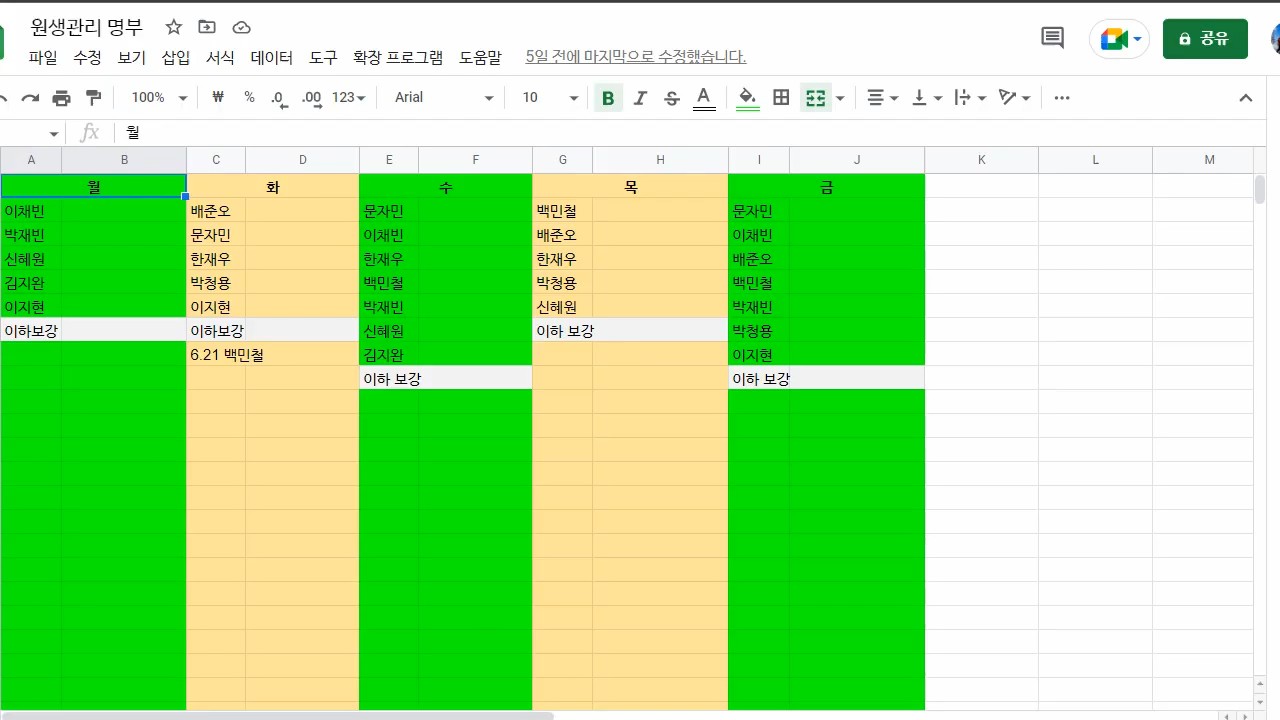 원생관리 명부
파일 수정 보기 삽입 서식 데이터 도구 확장 프로그램 도움말 5일 전에 마지막으로 수정했습니다.
공유
100% ₩ % .0 .00 123 Arial 10 B I S A
fx 월
A B C D E F G H I J K L M
월 화 수 목 금
이채빈 배준오 문자민 백민철 문자민
박재빈 문자민 이채빈 배준오 이채빈
신혜원 한재우 한재우 한재우 배준오
김지완 박청용 백민철 박청용 백민철
이지현 이지현 박재빈 신혜원 박재빈
이하보강 이하보강 신혜원 이하 보강 박청용
6.21 백민철 김지완 이지현
이하 보강 이하 보강